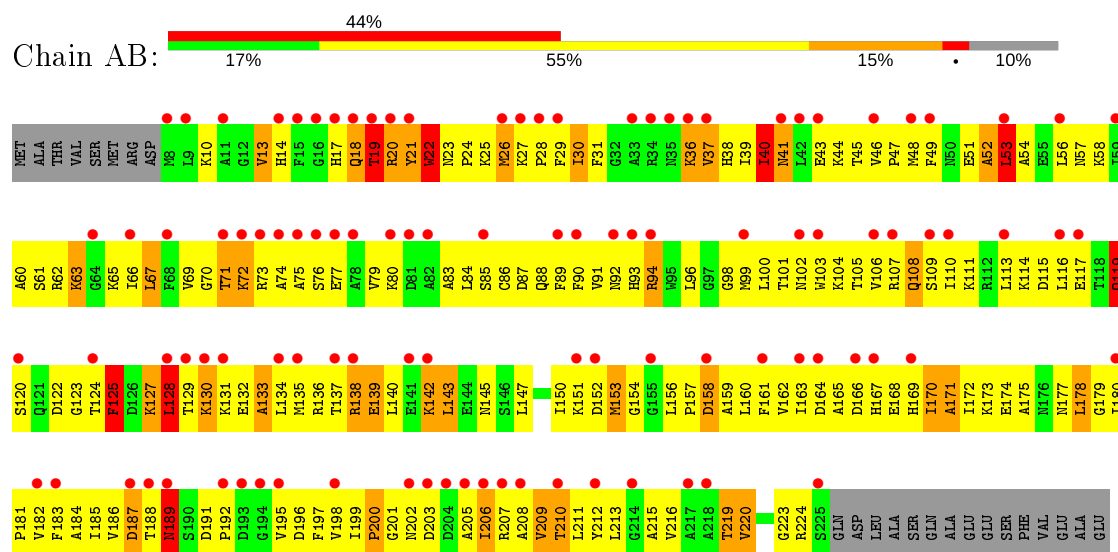 44%
Chain AB: 17% 55% 15% • 10%
MET ALA THR VAL SER MET ARG ASP M8 L9 K10 A11 G12 V13 H14 F15 G16 H17 Q18 T19 R20 Y21 W22 N23 P24 K25 M26 K27 P28 F29 I30 F31 G32 A33 R34 N35 K36 V37 H38 I39 I40 N41 L42 E43 K44 T45 V46 P47 M48 F49 N50 E51 A52 L53 A54 E55 L56 N57 K58 I59
A60 S61 R62 K63 G64 K65 I66 L67 F68 V69 G70 T71 K72 R73 A74 A75 S76 E77 A78 V79 K80 D81 A82 A83 L84 S85 C86 D87 Q88 F89 F90 V91 N92 H93 R94 W95 L96 G97 G98 M99 L100 T101 N102 W103 K104 T105 V106 R107 Q108 S109 I110 K111 R112 L113 K114 D115 L116 E117 T118 Q119
S120 Q121 D122 G123 T124 F125 D126 K127 L128 T129 K130 K131 E132 A133 L134 M135 R136 T137 R138 E139 L140 E141 K142 L143 E144 N145 S146 L147 I150 K151 D152 M153 G154 G155 L156 P157 D158 A159 L160 F161 V162 I163 D164 A165 D166 H167 E168 H169 I170 A171 I172 K173 E174 A175 N176 N177 L178 G179 I180
P181 V182 F183 A184 I185 V186 D187 T188 N189 S190 D191 P192 D193 G194 V195 D196 F197 V198 I199 P200 G201 N202 D203 D204 A205 I206 R207 A208 V209 T210 L211 Y212 L213 G214 A215 V216 A217 A218 T219 V220 G223 R224 S225 GLN ASP LEU ALA SER GLN ALA GLU GLU SER PHE VAL GLU ALA GLU